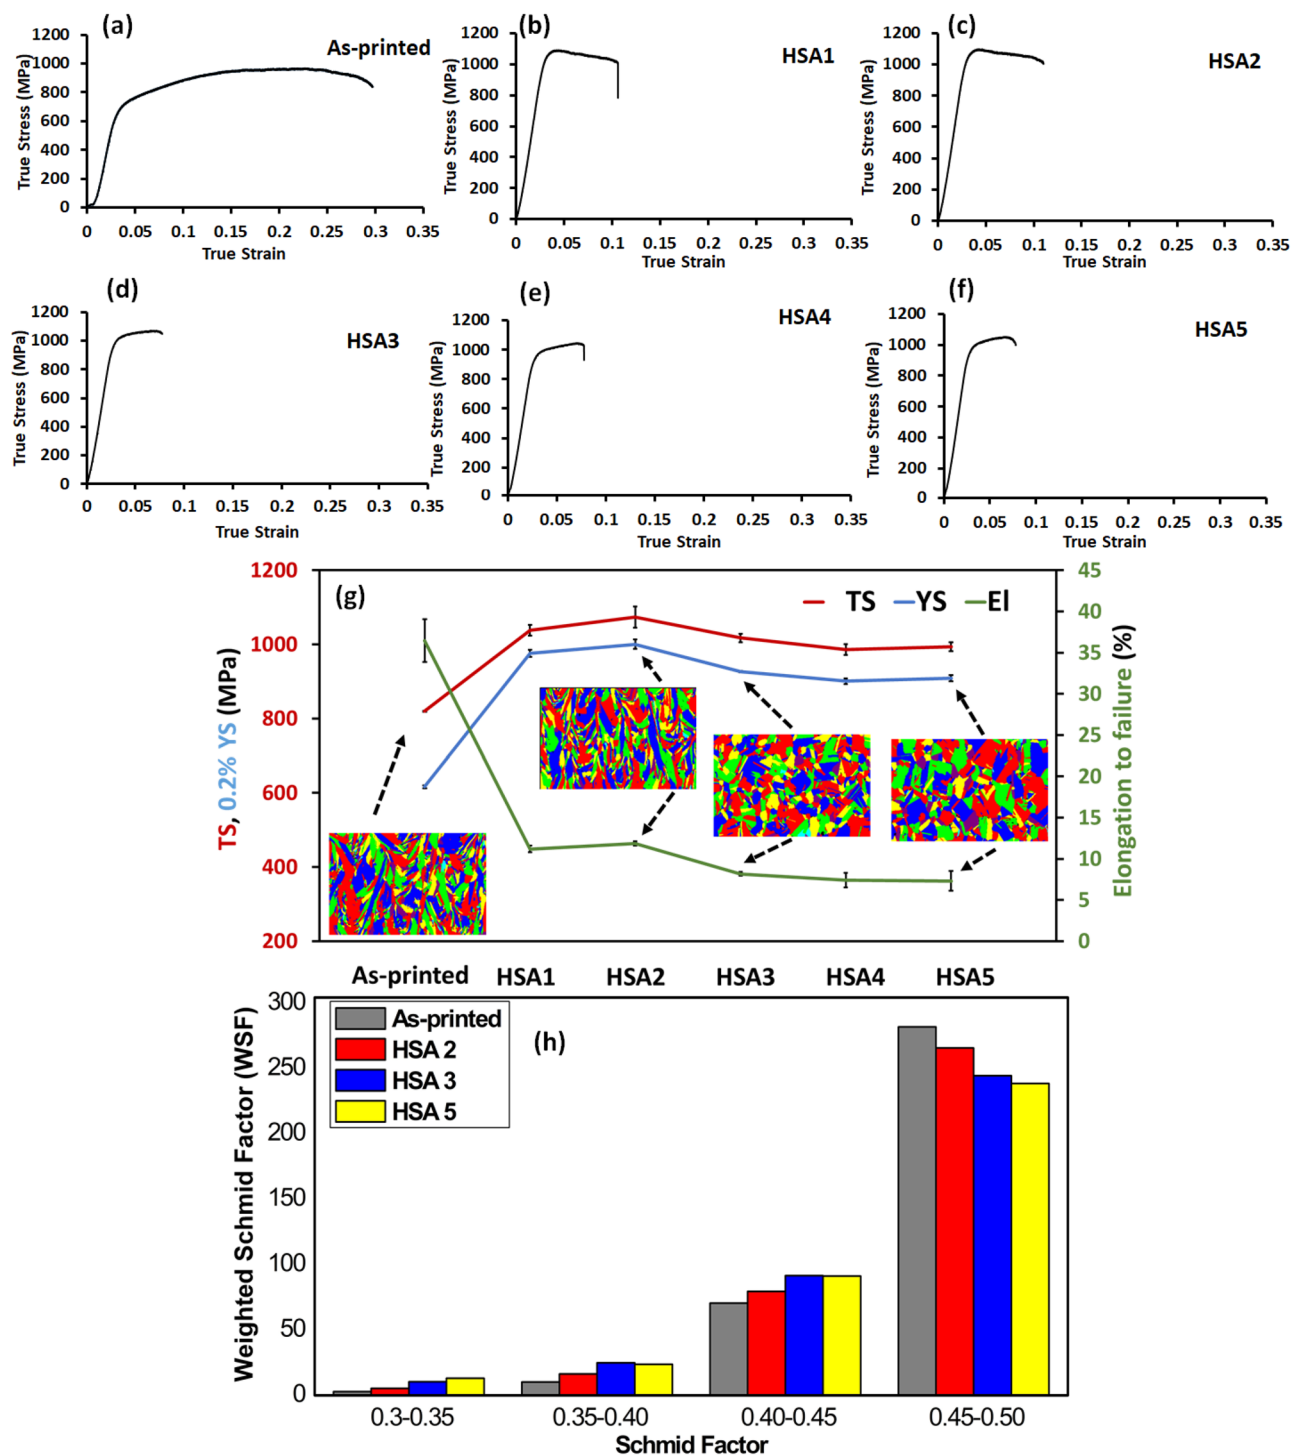 (a)
As-printed
True Stress (MPa)
1200
1000
800
600
400
200
0
0 0.05 0.1 0.15 0.2 0.25 0.3 0.35
True Strain
(b)
HSA1
True Stress (MPa)
1200
1000
800
600
400
200
0
0 0.05 0.1 0.15 0.2 0.25 0.3 0.35
True Strain
(c)
HSA2
True Stress (MPa)
1200
1000
800
600
400
200
0
0 0.05 0.1 0.15 0.2 0.25 0.3 0.35
True Strain
(d)
HSA3
True Stress (MPa)
1200
1000
800
600
400
200
0
0 0.05 0.1 0.15 0.2 0.25 0.3 0.35
True Strain
(e)
HSA4
True Stress (MPa)
1200
1000
800
600
400
200
0
0 0.05 0.1 0.15 0.2 0.25 0.3 0.35
True Strain
(f)
HSA5
True Stress (MPa)
1200
1000
800
600
400
200
0
0 0.05 0.1 0.15 0.2 0.25 0.3 0.35
True Strain
(g)
TS YS El
TS, 0.2% YS (MPa)
1200
1000
800
600
400
200
Elongation to failure (%)
45
40
35
30
25
20
15
10
5
0
As-printed HSA1 HSA2 HSA3 HSA4 HSA5
(h)
As-printed
HSA 2
HSA 3
HSA 5
Weighted Schmid Factor (WSF)
300
250
200
150
100
50
0
0.3-0.35 0.35-0.40 0.40-0.45 0.45-0.50
Schmid Factor